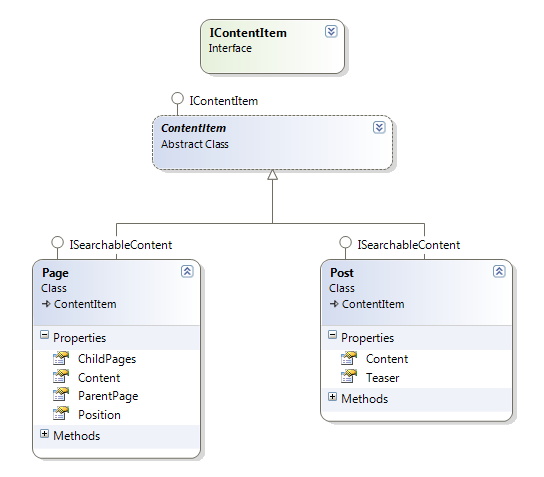 IContentItem
Interface
IContentItem
ContentItem
Abstract Class
ISearchableContent
Page
Class
ContentItem
Properties
ChildPages
Content
ParentPage
Position
Methods
ISearchableContent
Post
Class
ContentItem
Properties
Content
Teaser
Methods